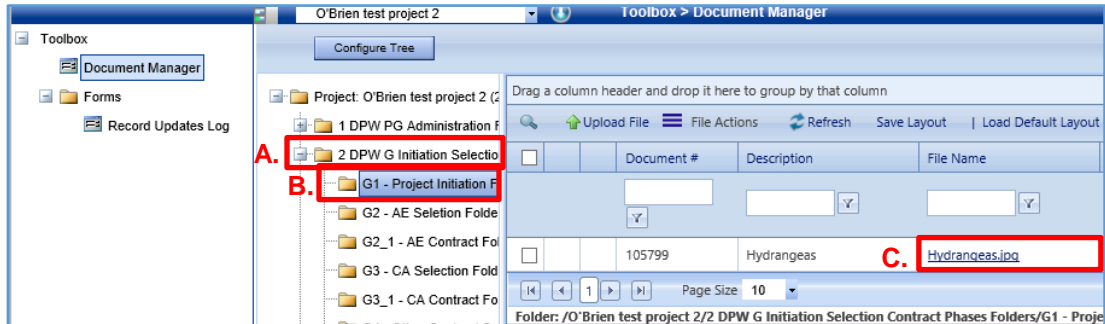 O'Brien test project 2
Toolbox > Document Manager
Toolbox
Document Manager
Forms
Record Updates Log
Configure Tree
Project: O'Brien test project 2 (2
1 DPW PG Administration F
A.
2 DPW G Initiation Selectio
B.
G1 - Project Initiation F
G2 - AE Seletion Folde
G2_1 - AE Contract Fol
G3 - CA Selection Fold
G3_1 - CA Contract Fo
Drag a column header and drop it here to group by that column
Upload File File Actions Refresh Save Layout | Load Default Layout
Document # Description File Name
105799 Hydrangeas C. Hydrangeas.jpg
1 Page Size 10
Folder: /O'Brien test project 2/2 DPW G Initiation Selection Contract Phases Folders/G1 - Proje